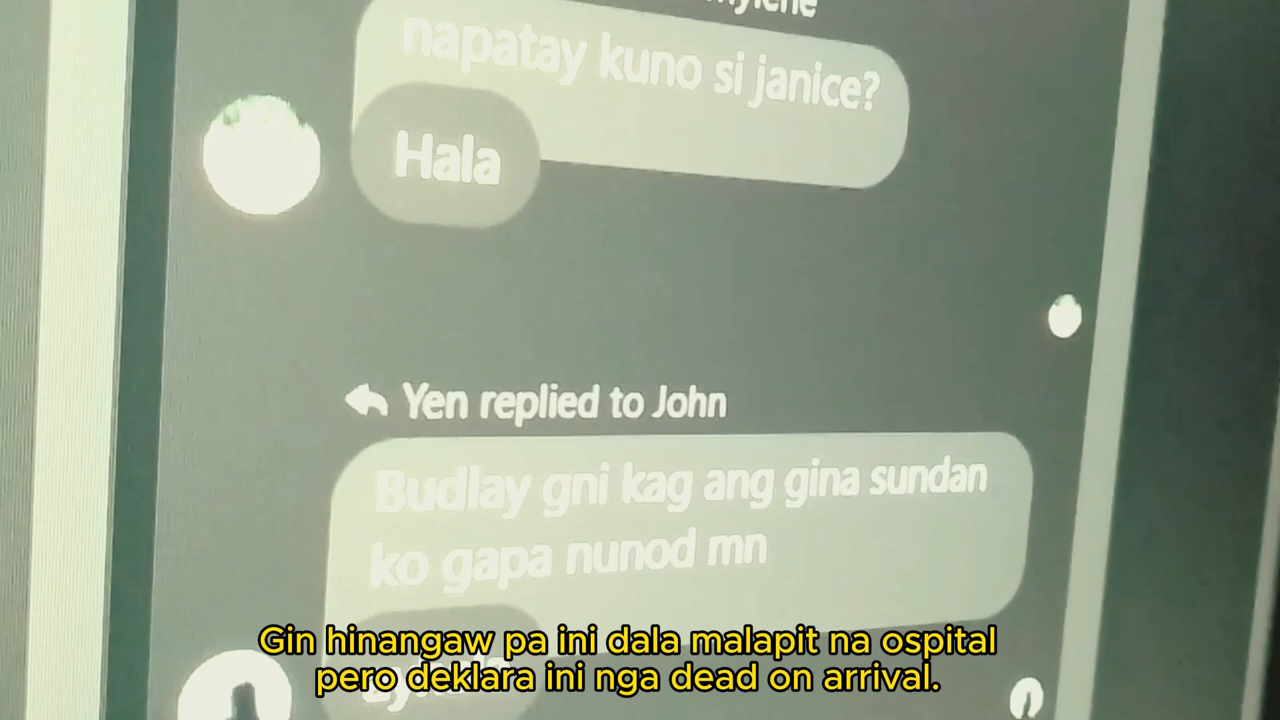 napatay kuno si janice?
Hala
Yen replied to John
Budlay gni kag ang gina sundan
ko gapa nunod mn
Gin hinangaw pa ini dala malapit na ospital
pero deklara ini nga dead on arrival.